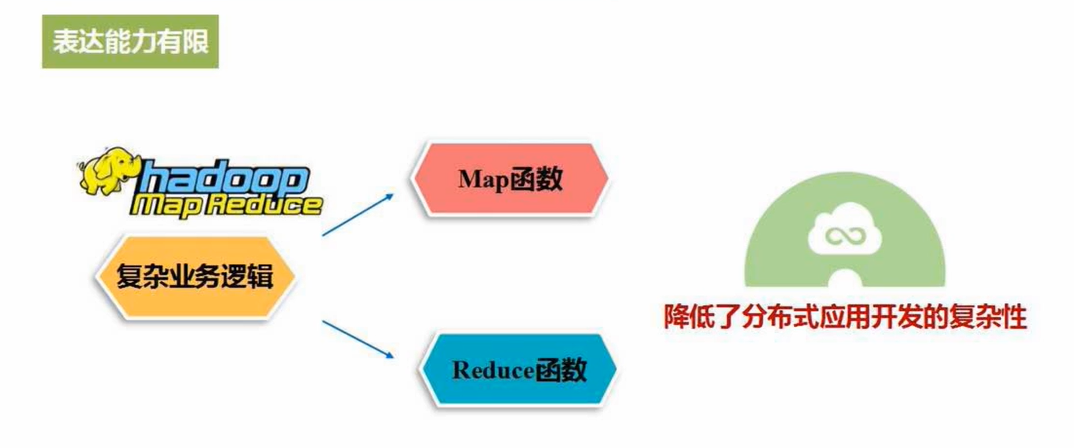 表达能力有限
hadoop
Map Reduce
Map函数
复杂业务逻辑
降低了分布式应用开发的复杂性
Reduce函数